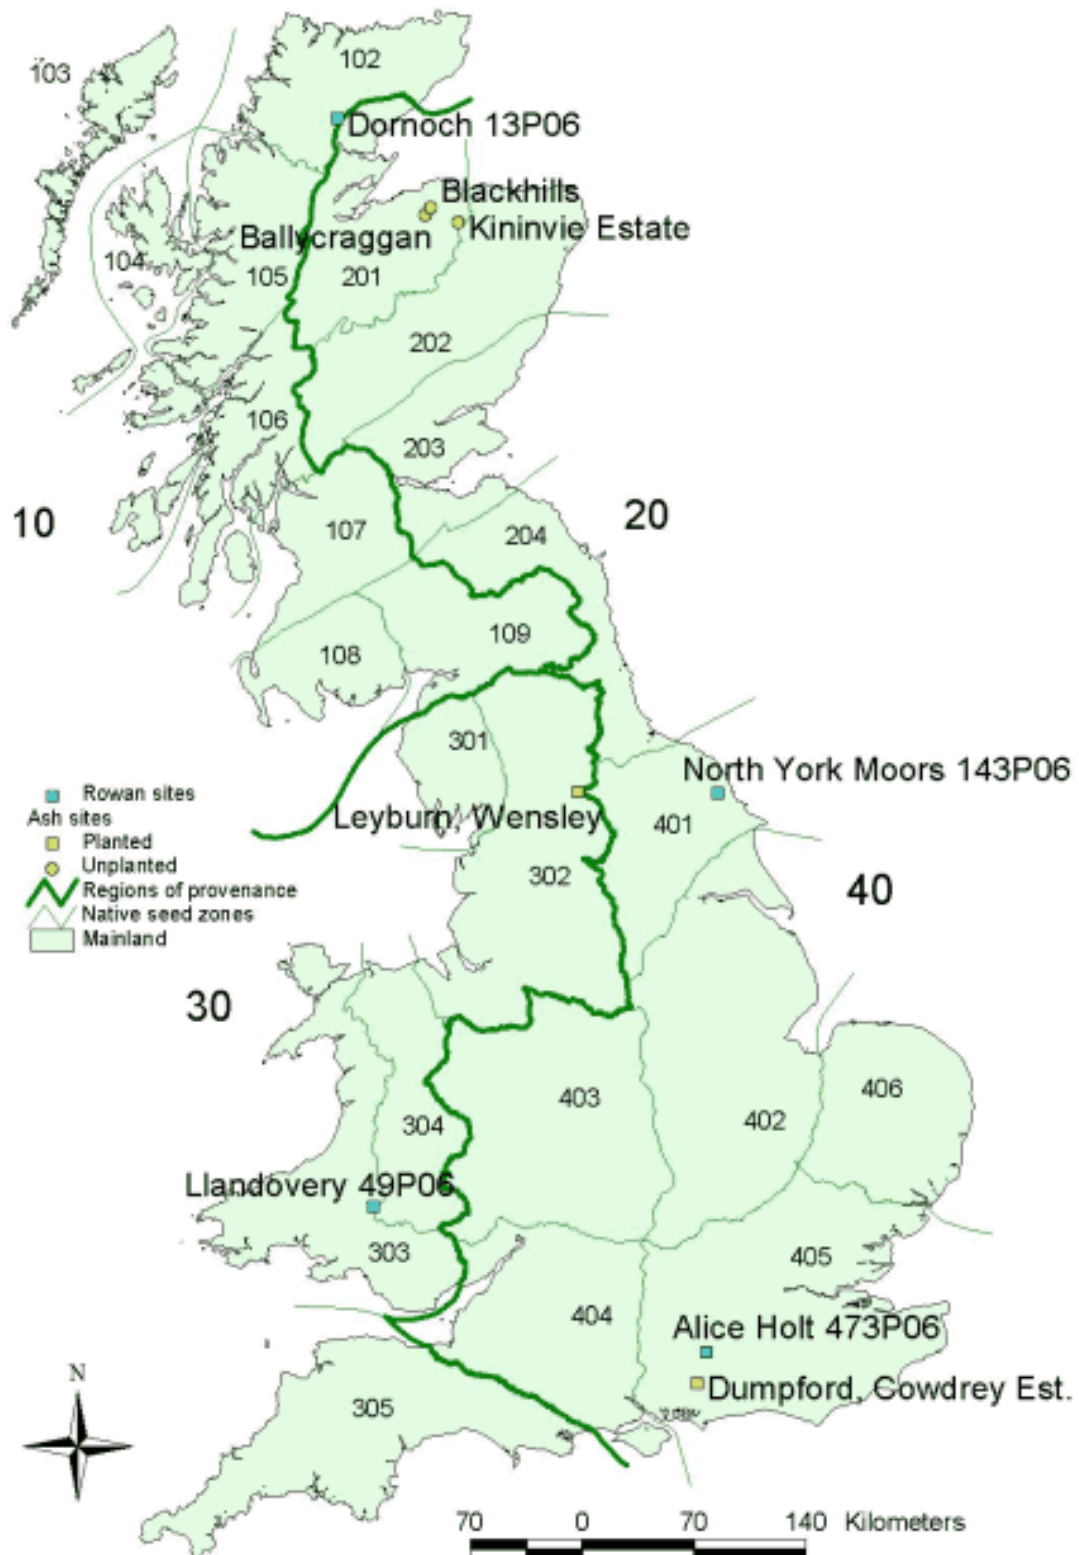 102
103
Dornoch 13P06
Blackhills
Kininvie Estate
Ballycraggan
104
105
201
202
106
203
10
107
20
204
109
108
301
North York Moors 143P06
Rowan sites
Ash sites
Planted
Unplanted
Regions of provenance
Native seed zones
Mainland
Leyburn, Wensley
401
302
40
30
403
406
402
304
Llandovery 49P06
303
405
404
Alice Holt 473P06
Dumpford, Cowdrey Est.
305
N
70 0 70 140 Kilometers